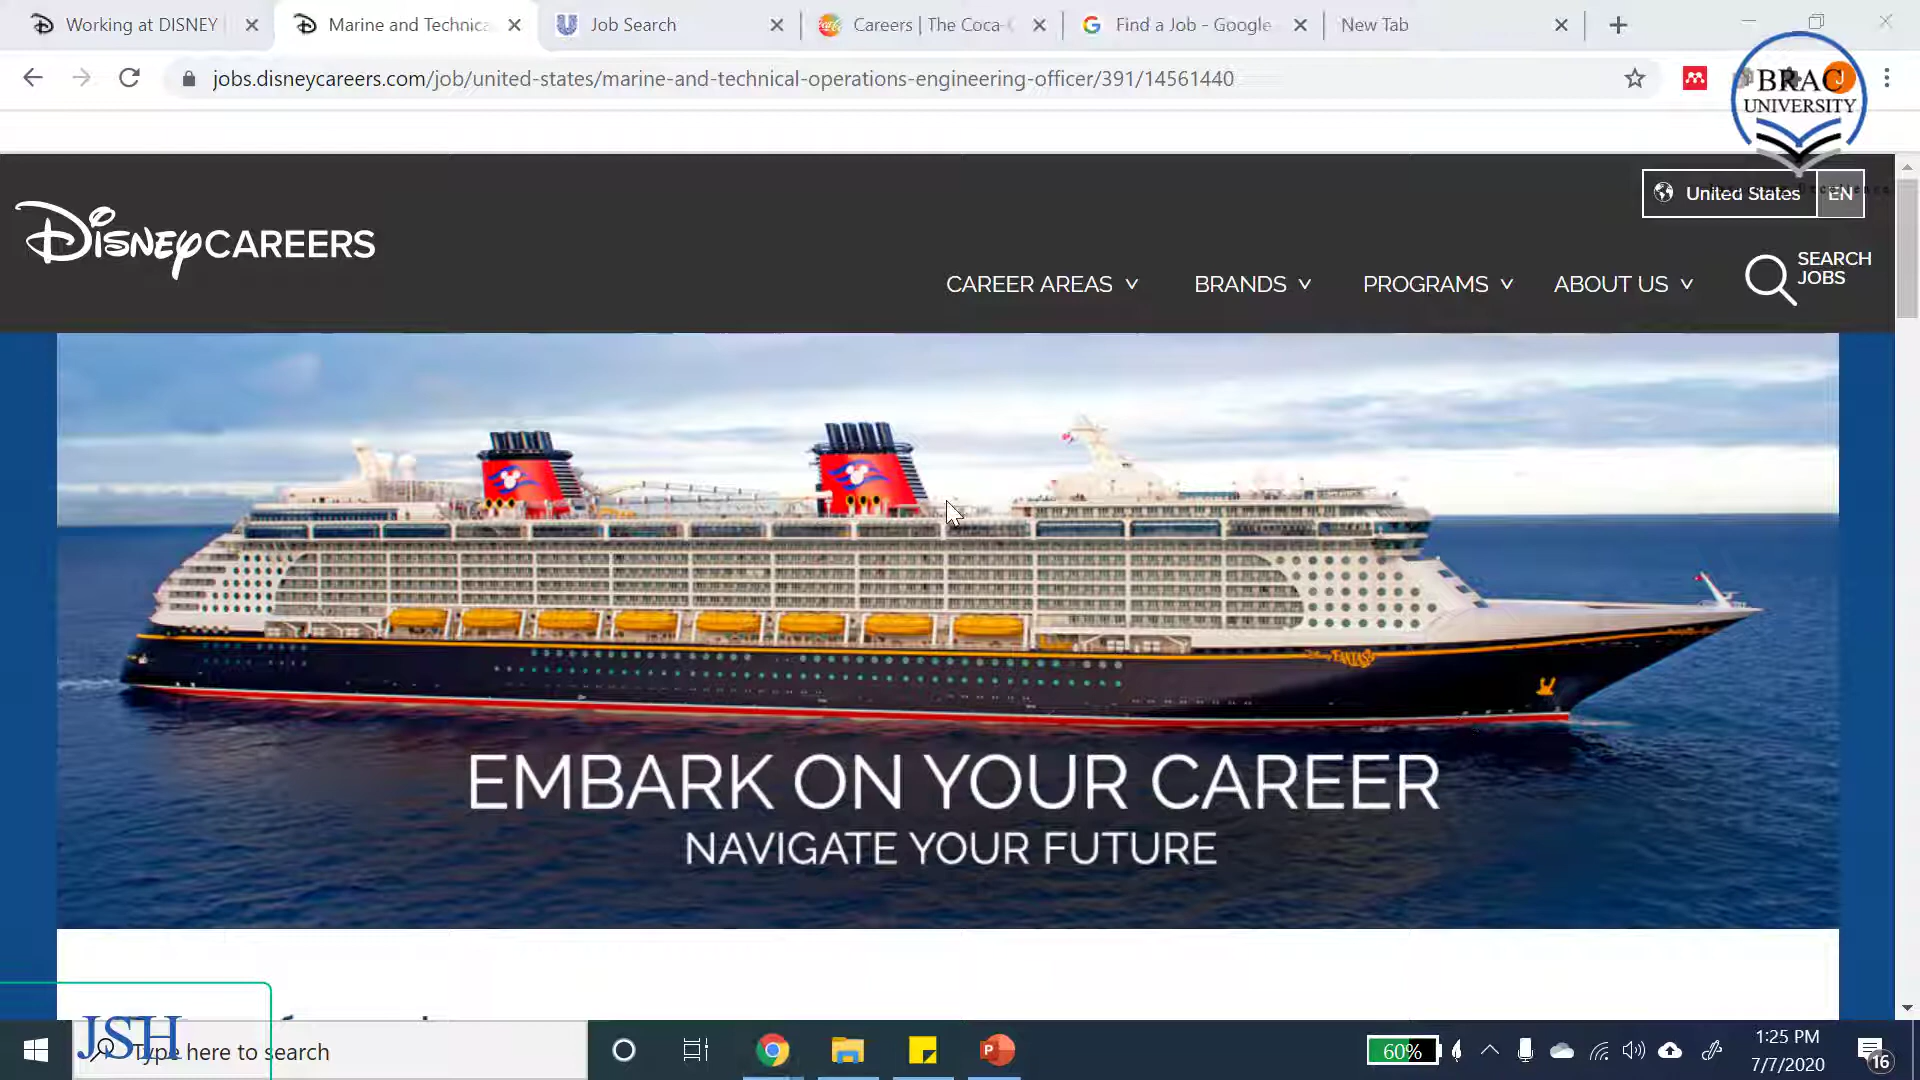 Working at DISNEY
Marine and Technica
Job Search
Careers | The Coca-
Find a Job - Google
New Tab
jobs.disneycareers.com/job/united-states/marine-and-technical-operations-engineering-officer/391/14561440
J
BRAC
UNIVERSITY
United States
EN
Disney CAREERS
CAREER AREAS
BRANDS
PROGRAMS
ABOUT US
SEARCH
JOBS
EMBARK ON YOUR CAREER
NAVIGATE YOUR FUTURE
JSH
Type here to search
60%
1:25 PM
7/7/2020
16